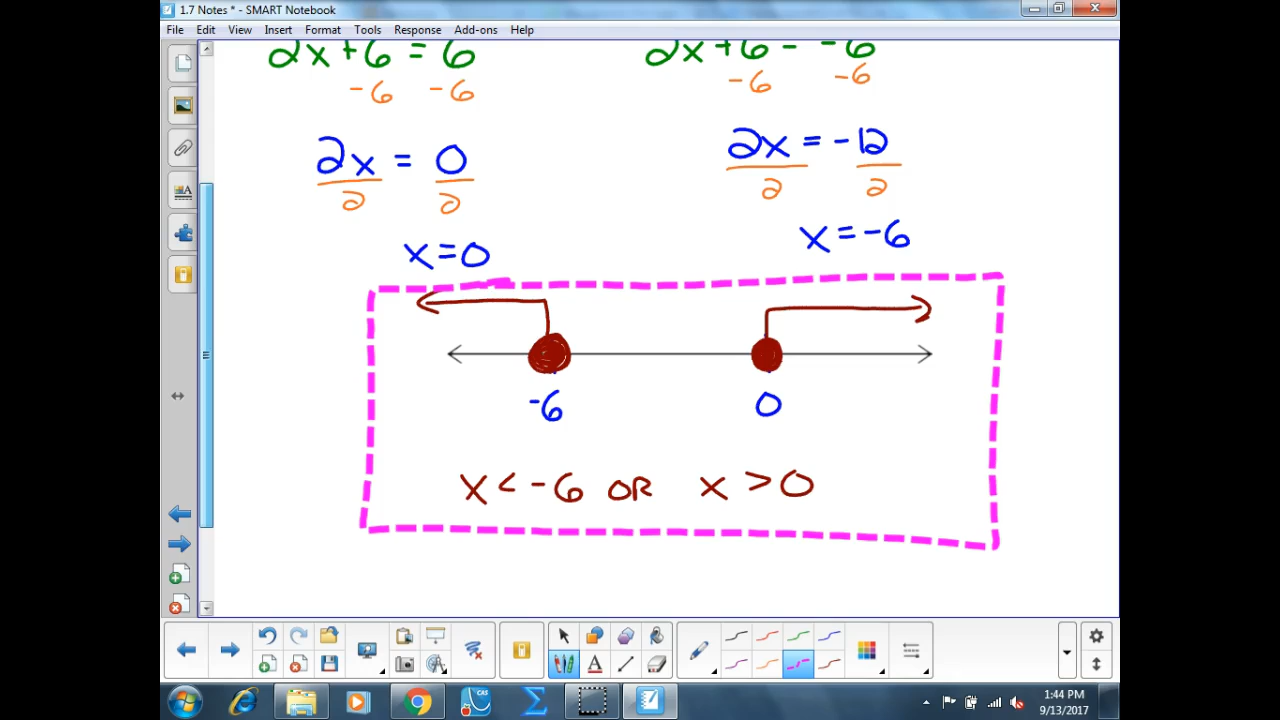 1.7 Notes * - SMART Notebook
File Edit View Insert Format Tools Add-ons Response Help
2x+6 = 6
-6 -6
2x = 0
2 2
x=0
2x+6 = -6
-6 -6
2x = -12
2 2
x=-6
-6 0
x < -6 OR x > 0
A
CAS
1:44 PM
9/13/2017